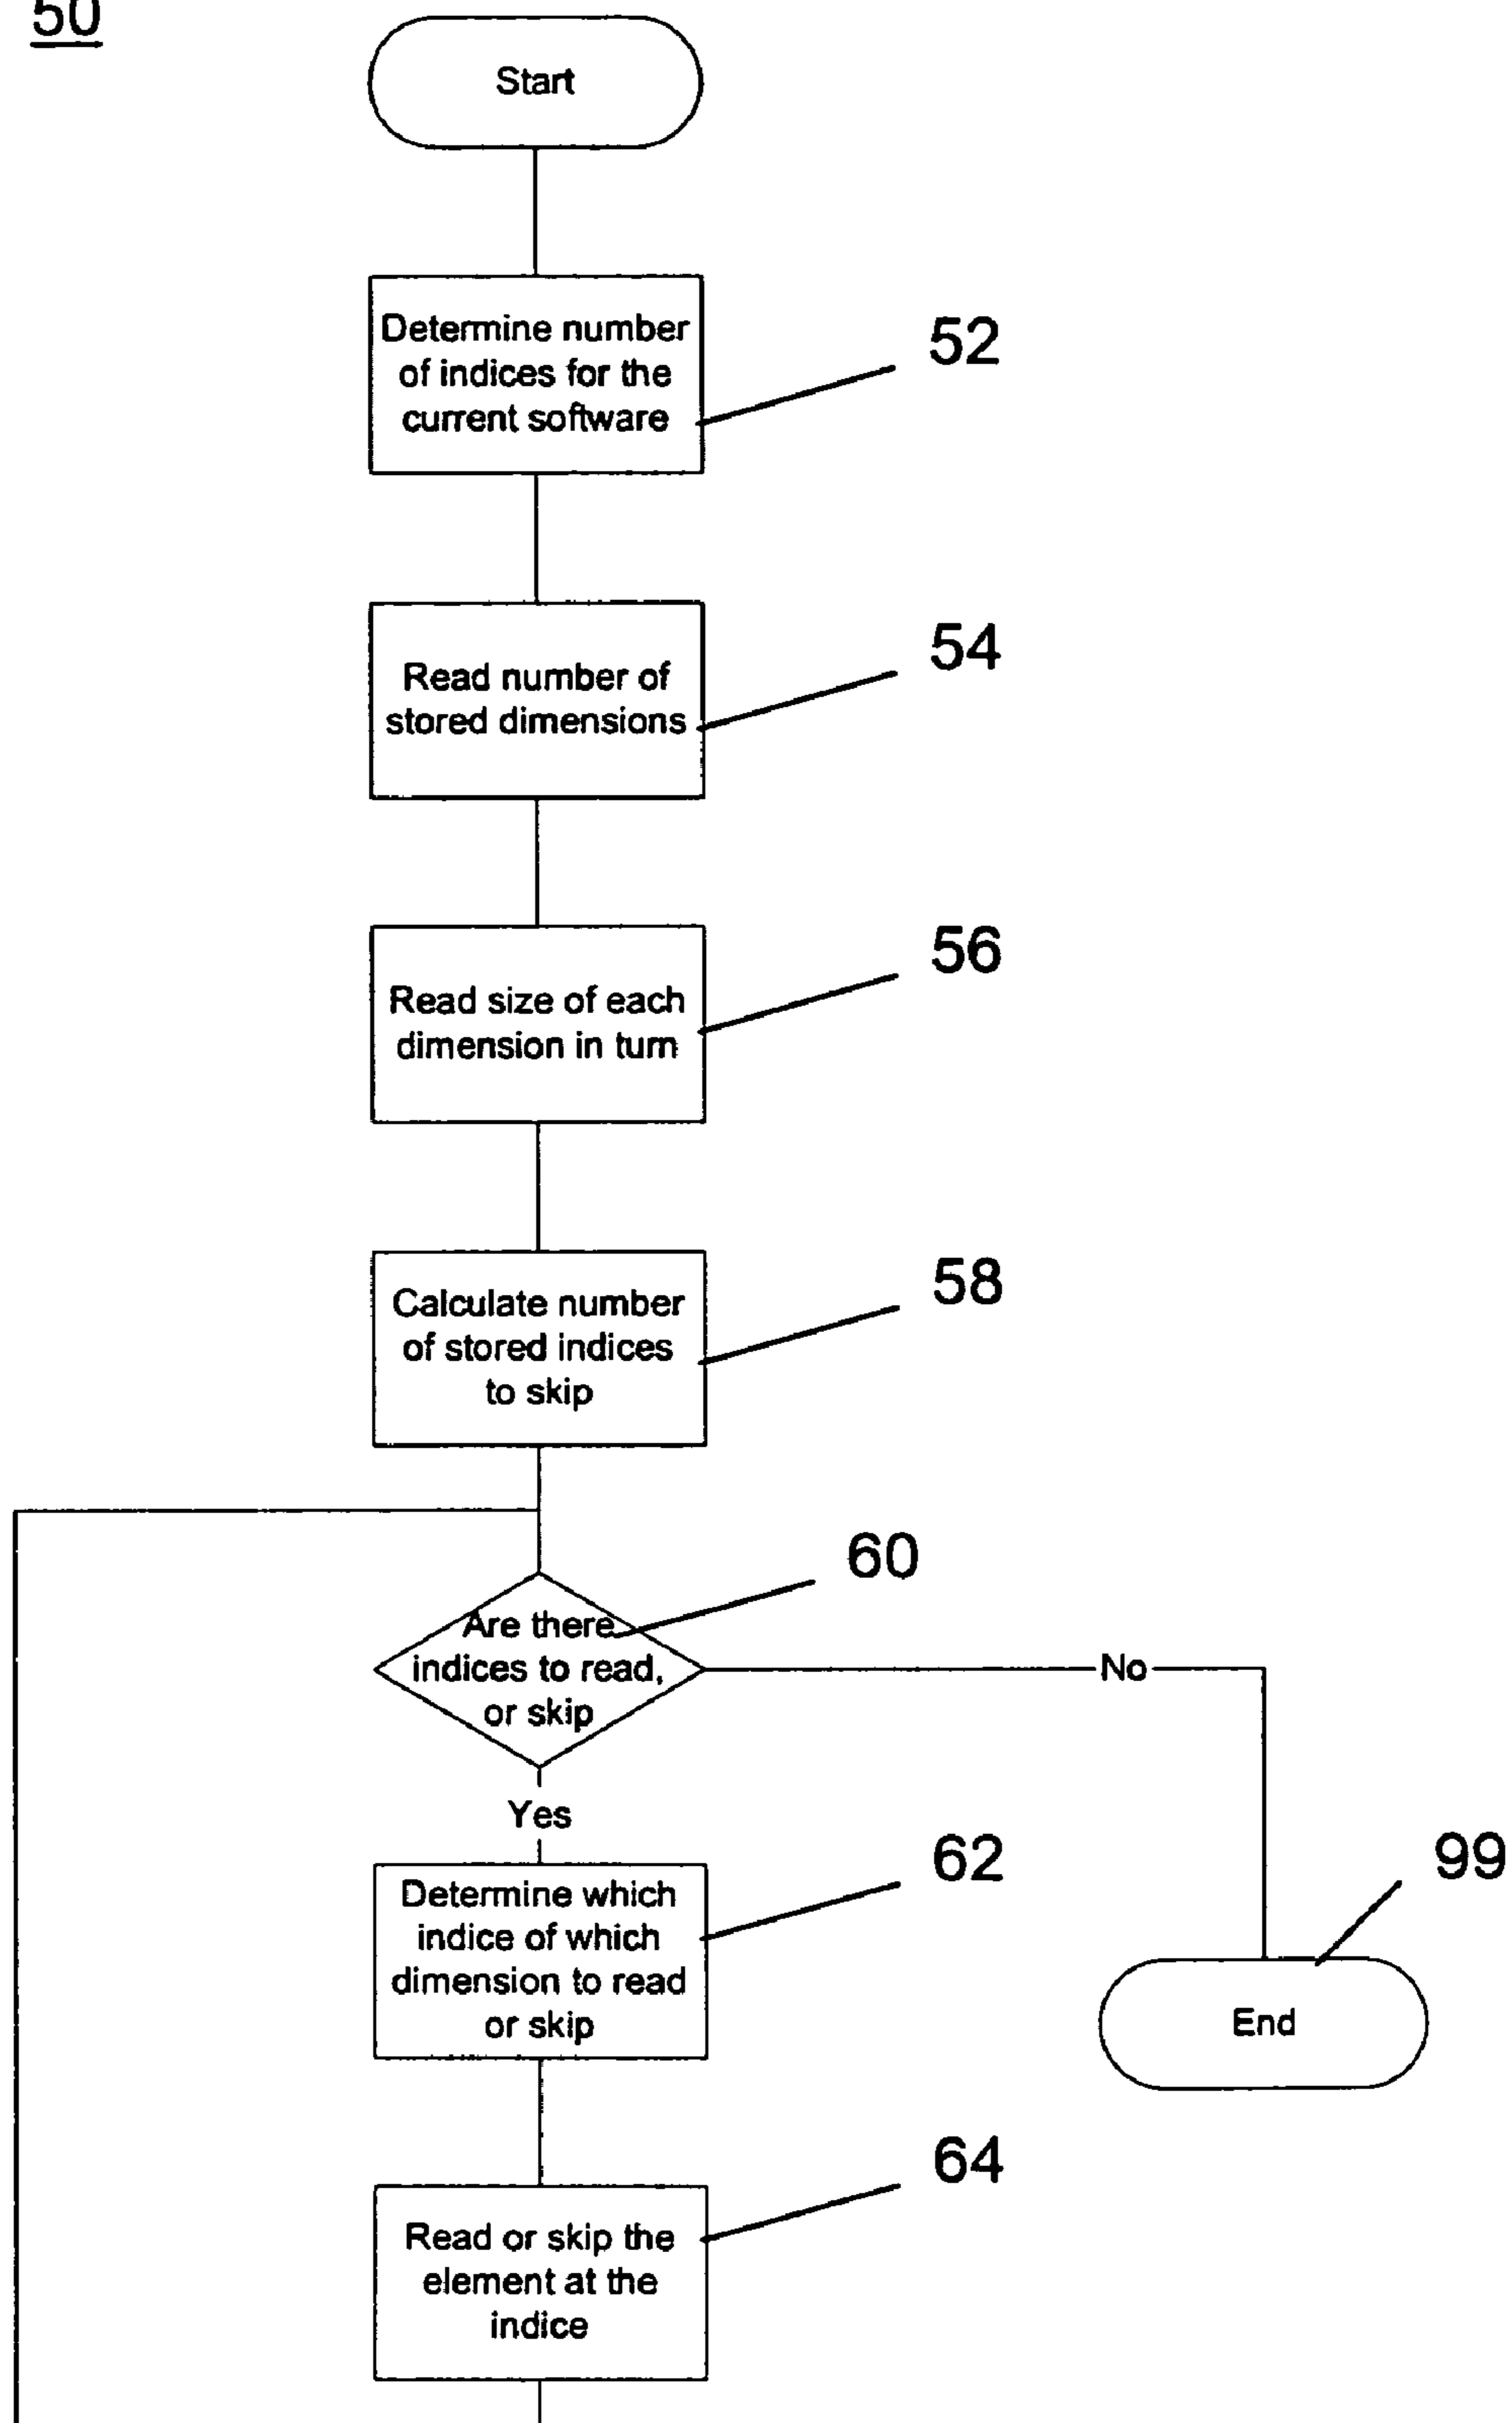 50
Start
Determine number
of indices for the
current software
52
Read number of
stored dimensions
54
Read size of each
dimension in turn
56
Calculate number
of stored indices
to skip
58
Are there
indices to read,
or skip
60
No
Yes
Determine which
indice of which
dimension to read
or skip
62
99
End
Read or skip the
element at the
indice
64